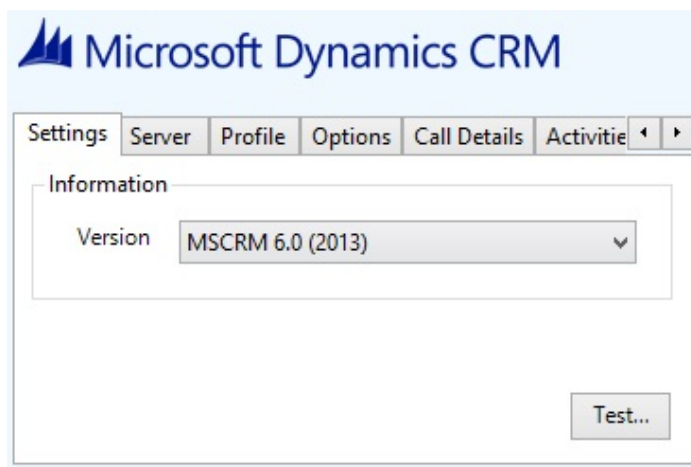 Microsoft Dynamics CRM
Settings Server Profile Options Call Details Activitie
Information
Version MSCRM 6.0 (2013)
Test...